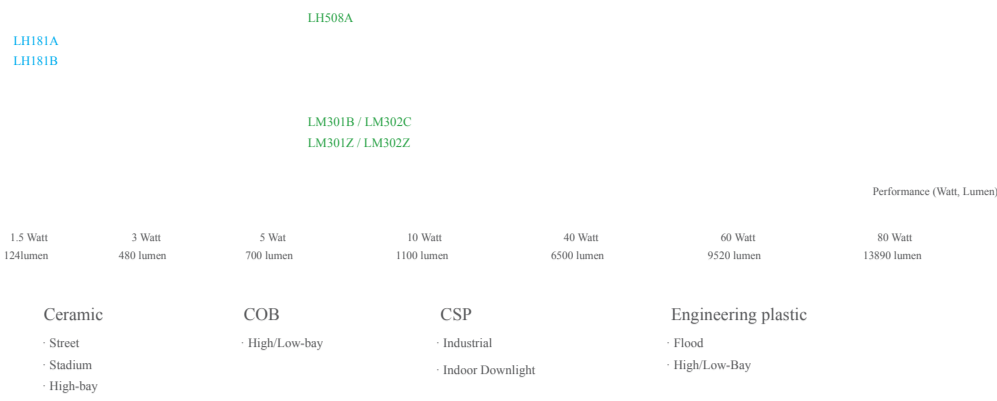 LH508A
LH181A
LH181B
LM301B / LM302C
LM301Z / LM302Z
Performance (Watt, Lumen)
1.5 Watt 3 Watt 5 Wat 10 Watt 40 Watt 60 Watt 80 Watt
124lumen 480 lumen 700 lumen 1100 lumen 6500 lumen 9520 lumen 13890 lumen
Ceramic
· Street
· Stadium
· High-bay
COB
· High/Low-bay
CSP
· Industrial
· Indoor Downlight
Engineering plastic
· Flood
· High/Low-Bay